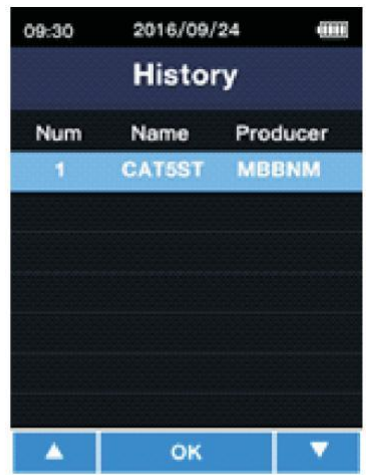 09:30 2016/09/24
History
Num Name Producer
1 CAT5ST MBBNM
OK